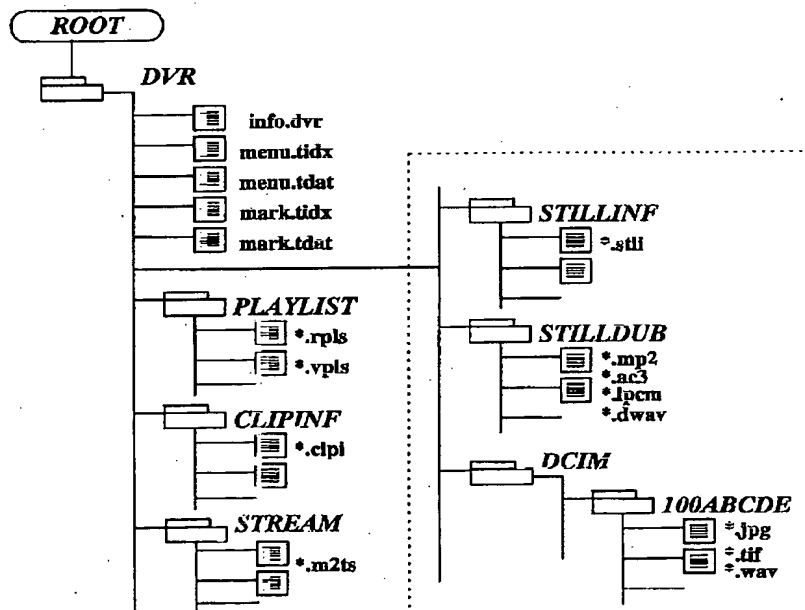 ROOT
DVR
info.dvr
menu.tidx
menu.tdat
mark.tidx
mark.tdat
PLAYLIST
*.rpls
*.vpls
CLIPINF
*.clpi
STREAM
*.m2ts
STILLINF
*.stli
STILLDUB
*.mp2
*.ac3
*.lpcm
*.dwav
DCIM
100ABCDE
*.jpg
*.tif
*.wav